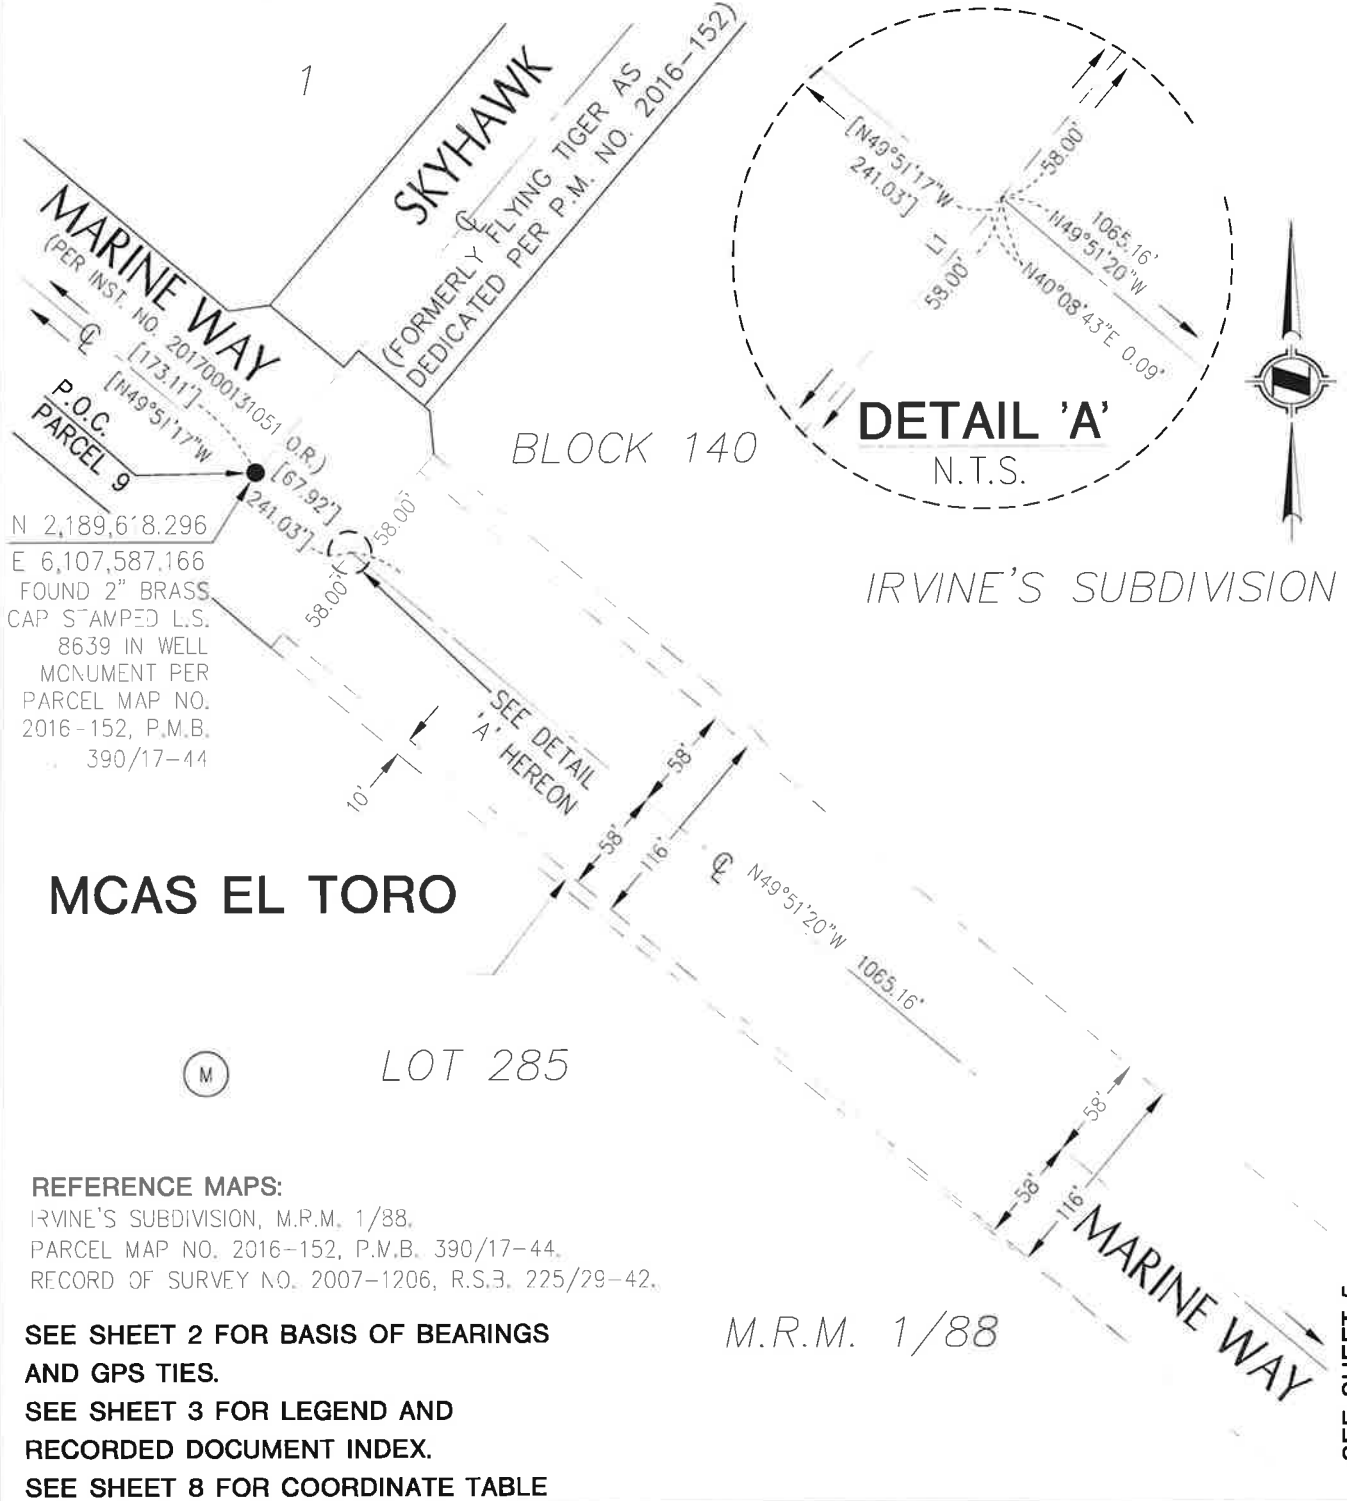 1
SKYHAWK
℄
(FORMERLY FLYING TIGER AS
DEDICATED PER P.M. NO. 2016-152)
MARINE WAY
(PER INST. NO. 2017000131051 O.R.)
℄
[173.11']
[N49°51'17"W
[67.92']
241.03']
P.O.C.
PARCEL 9
58.00'
58.00'
N 2,189,618.296
E 6,107,587.166
FOUND 2" BRASS
CAP STAMPED L.S.
8639 IN WELL
MONUMENT PER
PARCEL MAP NO.
2016-152, P.M.B.
390/17-44
[N49°51'17"W
241.03']
58.00'
L1
58.00'
1065.16'
N49°51'20"W
N40°08'43"E 0.09'
DETAIL 'A'
N.T.S.
BLOCK 140
IRVINE'S SUBDIVISION
SEE DETAIL
'A' HEREON
10'
58'
58'
116'
℄
N49°51'20"W
1065.16'
MCAS EL TORO
M
LOT 285
58'
58'
116'
MARINE WAY
REFERENCE MAPS:
IRVINE'S SUBDIVISION, M.R.M. 1/88.
PARCEL MAP NO. 2016-152, P.M.B. 390/17-44.
RECORD OF SURVEY NO. 2007-1206, R.S.B. 225/29-42.
M.R.M. 1/88
SEE SHEET 2 FOR BASIS OF BEARINGS
AND GPS TIES.
SEE SHEET 3 FOR LEGEND AND
RECORDED DOCUMENT INDEX.
SEE SHEET 8 FOR COORDINATE TABLE